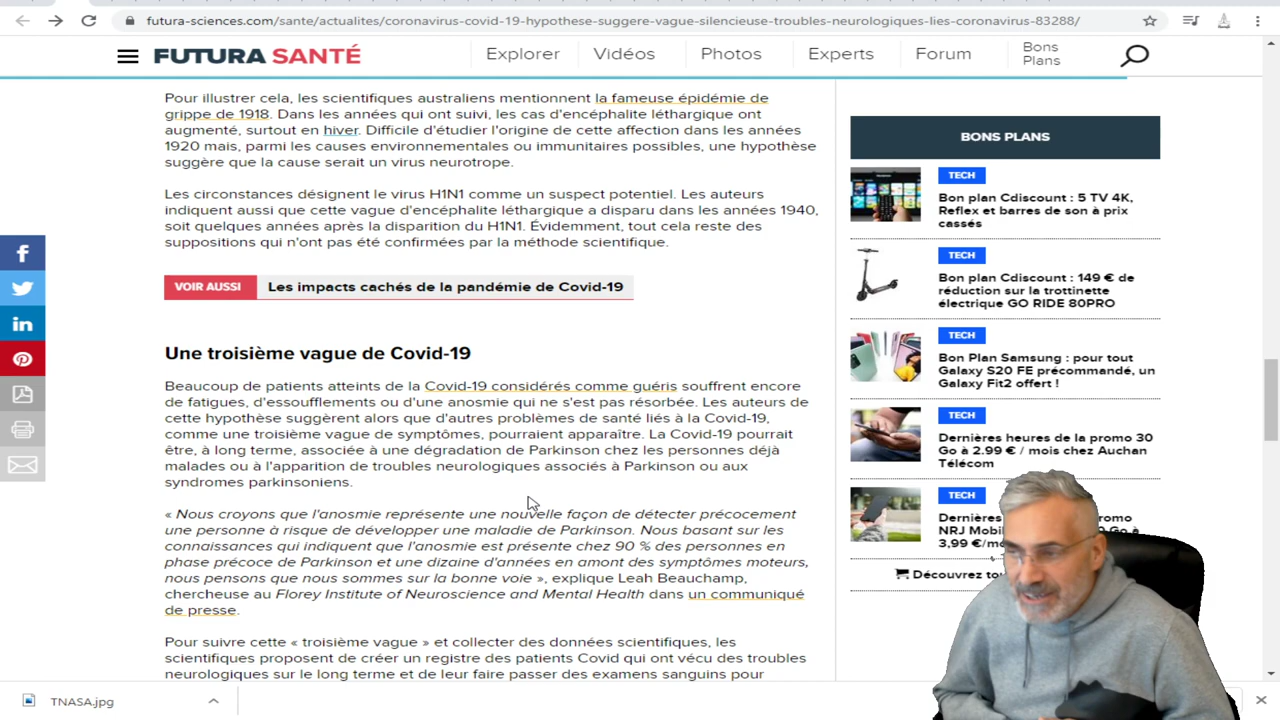 futura-sciences.com/sante/actualites/coronavirus-covid-19-hypothese-suggere-vague-silencieuse-troubles-neurologiques-lies-coronavirus-83288/
FUTURA SANTÉ
Explorer
Vidéos
Photos
Experts
Forum
Bons
Plans
Pour illustrer cela, les scientifiques australiens mentionnent la fameuse épidémie de
grippe de 1918. Dans les années qui ont suivi, les cas d'encéphalite léthargique ont
augmenté, surtout en hiver. Difficile d'étudier l'origine de cette affection dans les années
1920 mais, parmi les causes environnementales ou immunitaires possibles, une hypothèse
suggère que la cause serait un virus neurotrope.
Les circonstances désignent le virus H1N1 comme un suspect potentiel. Les auteurs
indiquent aussi que cette vague d'encéphalite léthargique a disparu dans les années 1940,
soit quelques années après la disparition du H1N1. Évidemment, tout cela reste des
suppositions qui n'ont pas été confirmées par la méthode scientifique.
VOIR AUSSI Les impacts cachés de la pandémie de Covid-19
Une troisième vague de Covid-19
Beaucoup de patients atteints de la Covid-19 considérés comme guéris souffrent encore
de fatigues, d'essoufflements ou d'une anosmie qui ne s'est pas résorbée. Les auteurs de
cette hypothèse suggèrent alors que d'autres problèmes de santé liés à la Covid-19,
comme une troisième vague de symptômes, pourraient apparaître. La Covid-19 pourrait
être, à long terme, associée à une dégradation de Parkinson chez les personnes déjà
malades ou à l'apparition de troubles neurologiques associés à Parkinson ou aux
syndromes parkinsoniens.
« Nous croyons que l'anosmie représente une nouvelle façon de détecter précocement
une personne à risque de développer une maladie de Parkinson. Nous basant sur les
connaissances qui indiquent que l'anosmie est présente chez 90 % des personnes en
phase précoce de Parkinson et une dizaine d'années en amont des symptômes moteurs,
nous pensons que nous sommes sur la bonne voie », explique Leah Beauchamp,
chercheuse au Florey Institute of Neuroscience and Mental Health dans un communiqué
de presse.
Pour suivre cette « troisième vague » et collecter des données scientifiques, les
scientifiques proposent de créer un registre des patients Covid qui ont vécu des troubles
neurologiques sur le long terme et de leur faire passer des examens sanguins pour
BONS PLANS
TECH
Bon plan Cdiscount : 5 TV 4K,
Reflex et barres de son à prix
cassés
TECH
Bon plan Cdiscount : 149 € de
réduction sur la trottinette
électrique GO RIDE 80PRO
TECH
Bon Plan Samsung : pour tout
Galaxy S20 FE précommandé, un
Galaxy Fit2 offert !
TECH
Dernières heures de la promo 30
Go à 2.99 € / mois chez Auchan
Télécom
TECH
Dernières
NRJ Mobi
3,99 €/m
Découvrez
TNASA.jpg